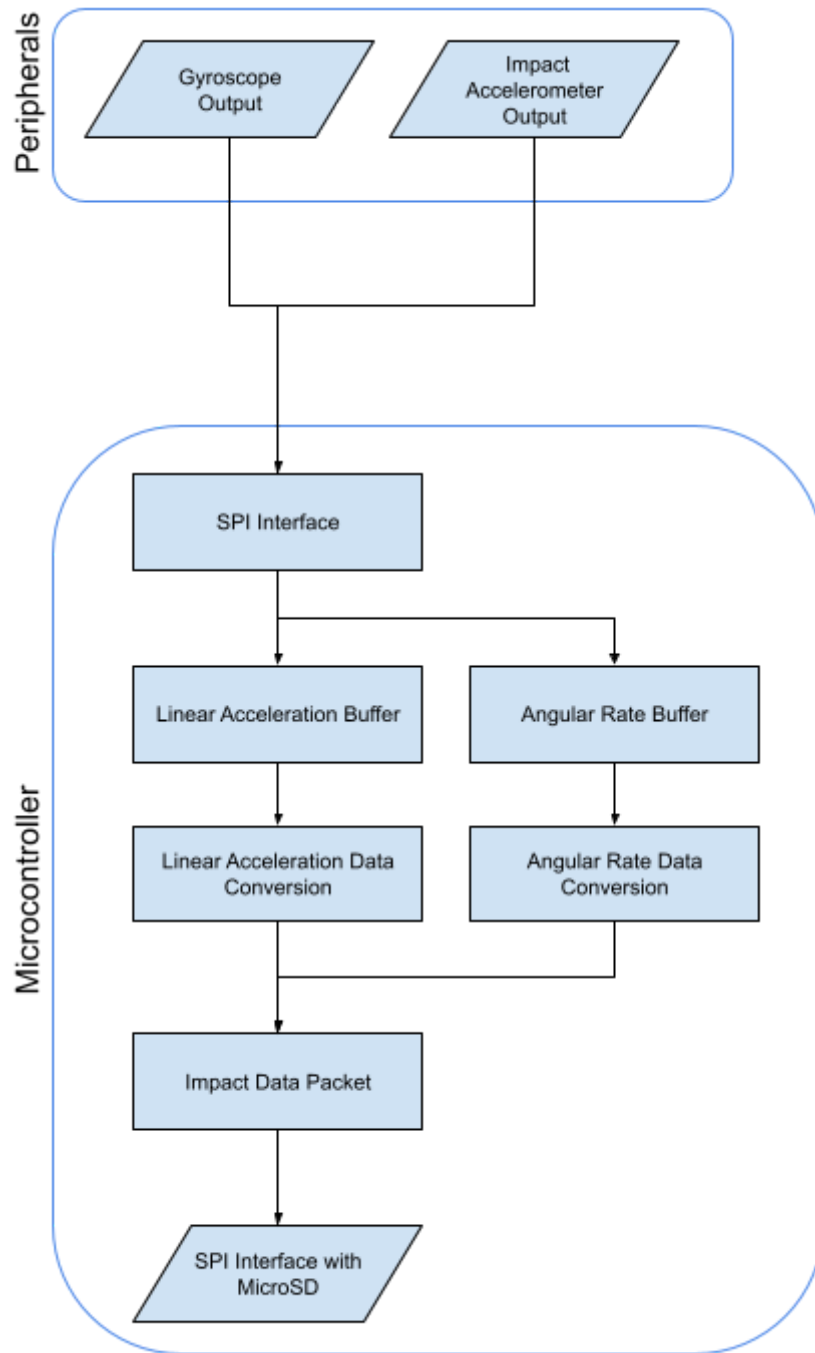 Peripherals
Gyroscope
Output
Impact
Accelerometer
Output
Microcontroller
SPI Interface
Linear Acceleration Buffer
Angular Rate Buffer
Linear Acceleration Data
Conversion
Angular Rate Data
Conversion
Impact Data Packet
SPI Interface with
MicroSD